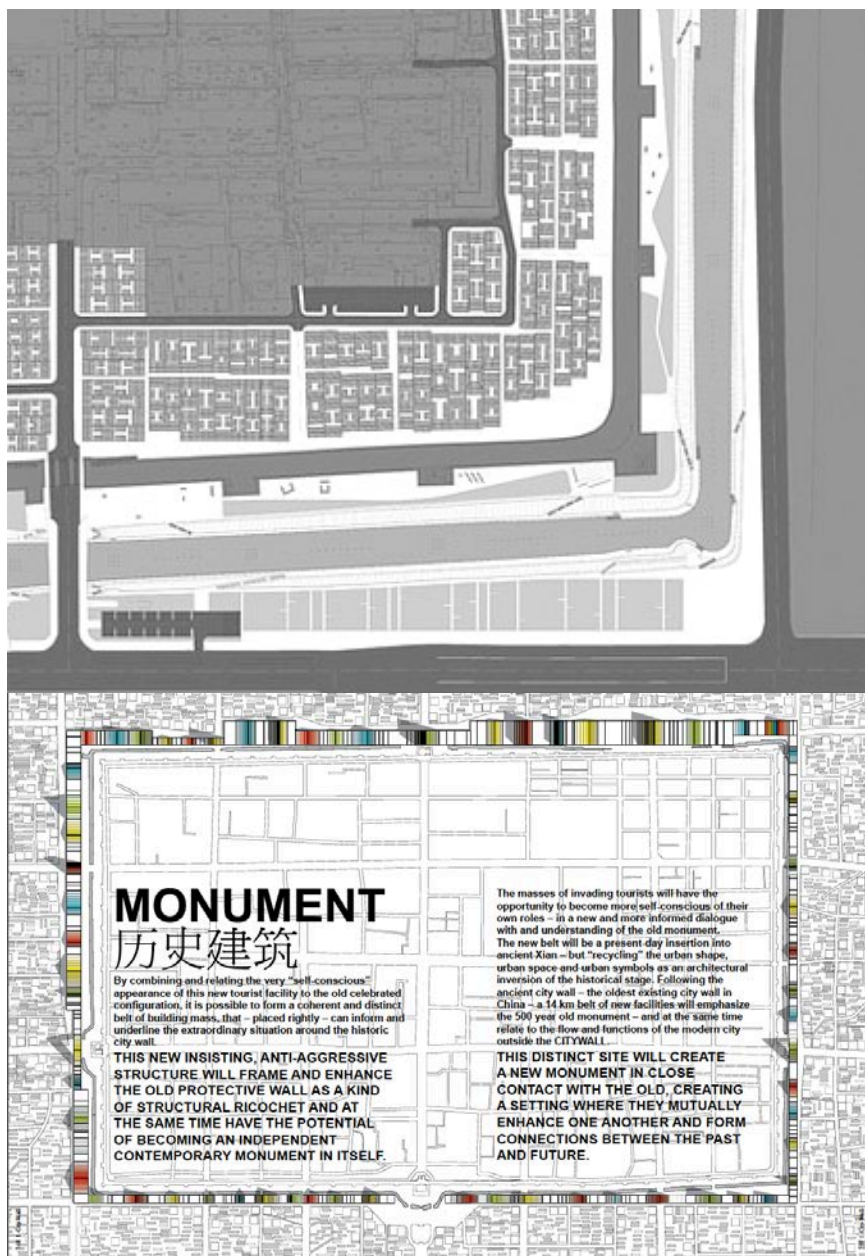 MONUMENT
历史建筑
By combining and relating the very "self-conscious"
appearance of this new tourist facility to the old celebrated
configuration, it is possible to form a coherent and distinct
belt of building mass, that – placed rightly – can inform and
underline the extraordinary situation around the historic
city wall.
THIS NEW INSISTING, ANTI-AGGRESSIVE
STRUCTURE WILL FRAME AND ENHANCE
THE OLD PROTECTIVE WALL AS A KIND
OF STRUCTURAL RICOCHET AND AT
THE SAME TIME HAVE THE POTENTIAL
OF BECOMING AN INDEPENDENT
CONTEMPORARY MONUMENT IN ITSELF.
The masses of invading tourists will have the
opportunity to become more self-conscious of their
own roles – in a new and more informed dialogue
with and understanding of the old monument.
The new belt will be a present-day insertion into
ancient Xian – but "recycling" the urban shape,
urban space and urban symbols as an architectural
inversion of the historical stage. Following the
ancient city wall – the oldest existing city wall in
China – a 14 km belt of new facilities will emphasize
the 500 year old monument – and at the same time
relate to the flow and functions of the modern city
outside the CITYWALL.
THIS DISTINCT SITE WILL CREATE
A NEW MONUMENT IN CLOSE
CONTACT WITH THE OLD, CREATING
A SETTING WHERE THEY MUTUALLY
ENHANCE ONE ANOTHER AND FORM
CONNECTIONS BETWEEN THE PAST
AND FUTURE.